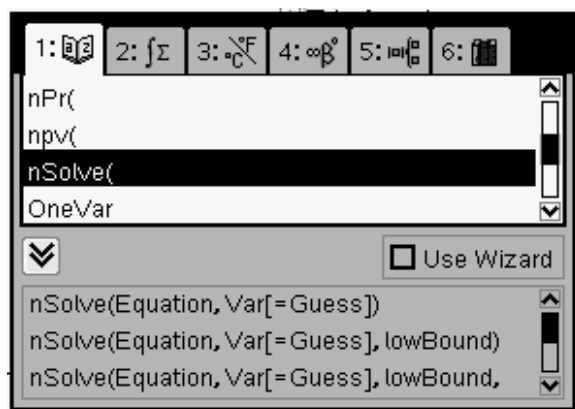 1: 2: ∫Σ 3: °C°F 4: ∞β° 5: 6:
nPr(
npv(
nSolve(
OneVar
Use Wizard
nSolve(Equation, Var[=Guess])
nSolve(Equation, Var[=Guess], lowBound)
nSolve(Equation, Var[=Guess], lowBound,